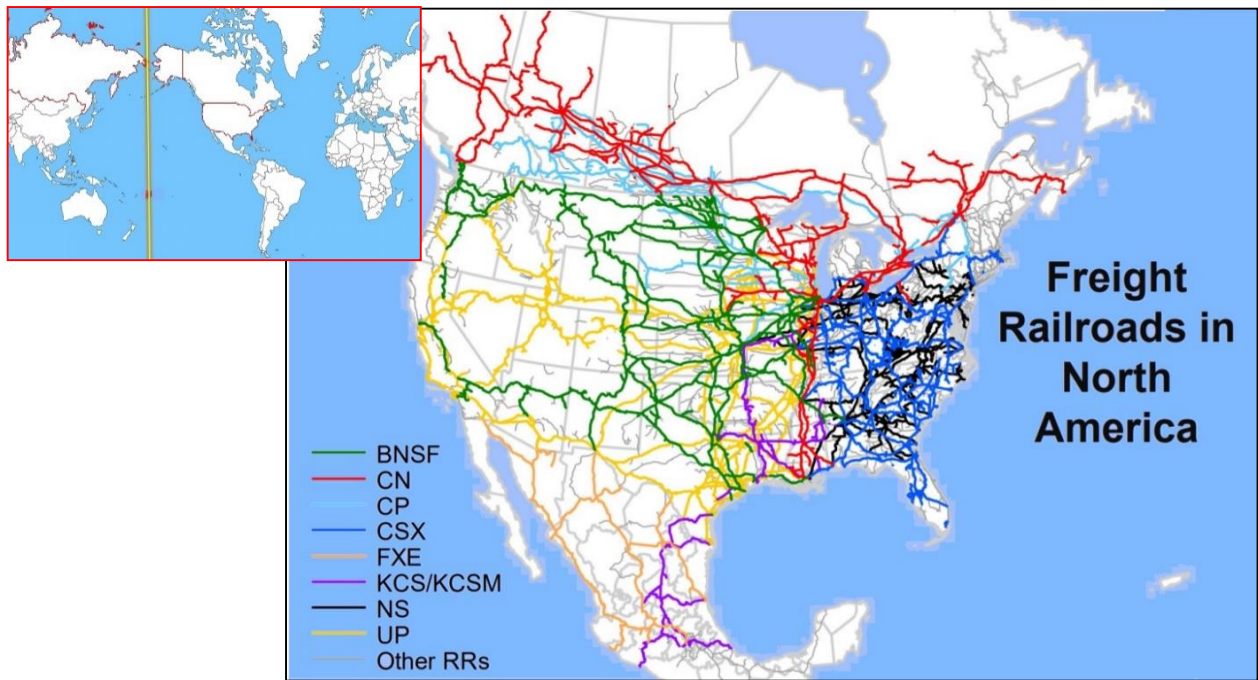 Freight
Railroads in
North
America
BNSF
CN
CP
CSX
FXE
KCS/KCSM
NS
UP
Other RRs